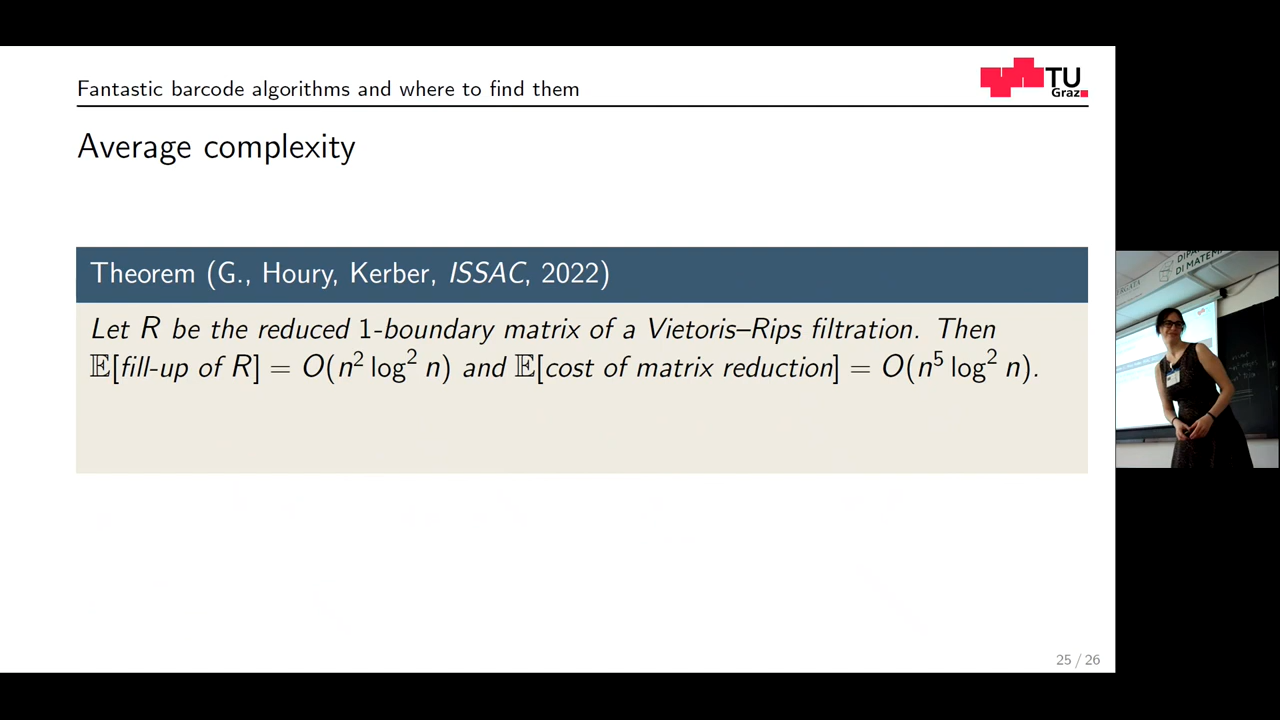 Fantastic barcode algorithms and where to find them
TU
Graz
Average complexity
Theorem (G., Houry, Kerber, ISSAC, 2022)
Let R be the reduced 1-boundary matrix of a Vietoris–Rips filtration. Then
𝔼[fill-up of R] = O(n² log² n) and 𝔼[cost of matrix reduction] = O(n⁵ log² n).
25 / 26
DI MATEM